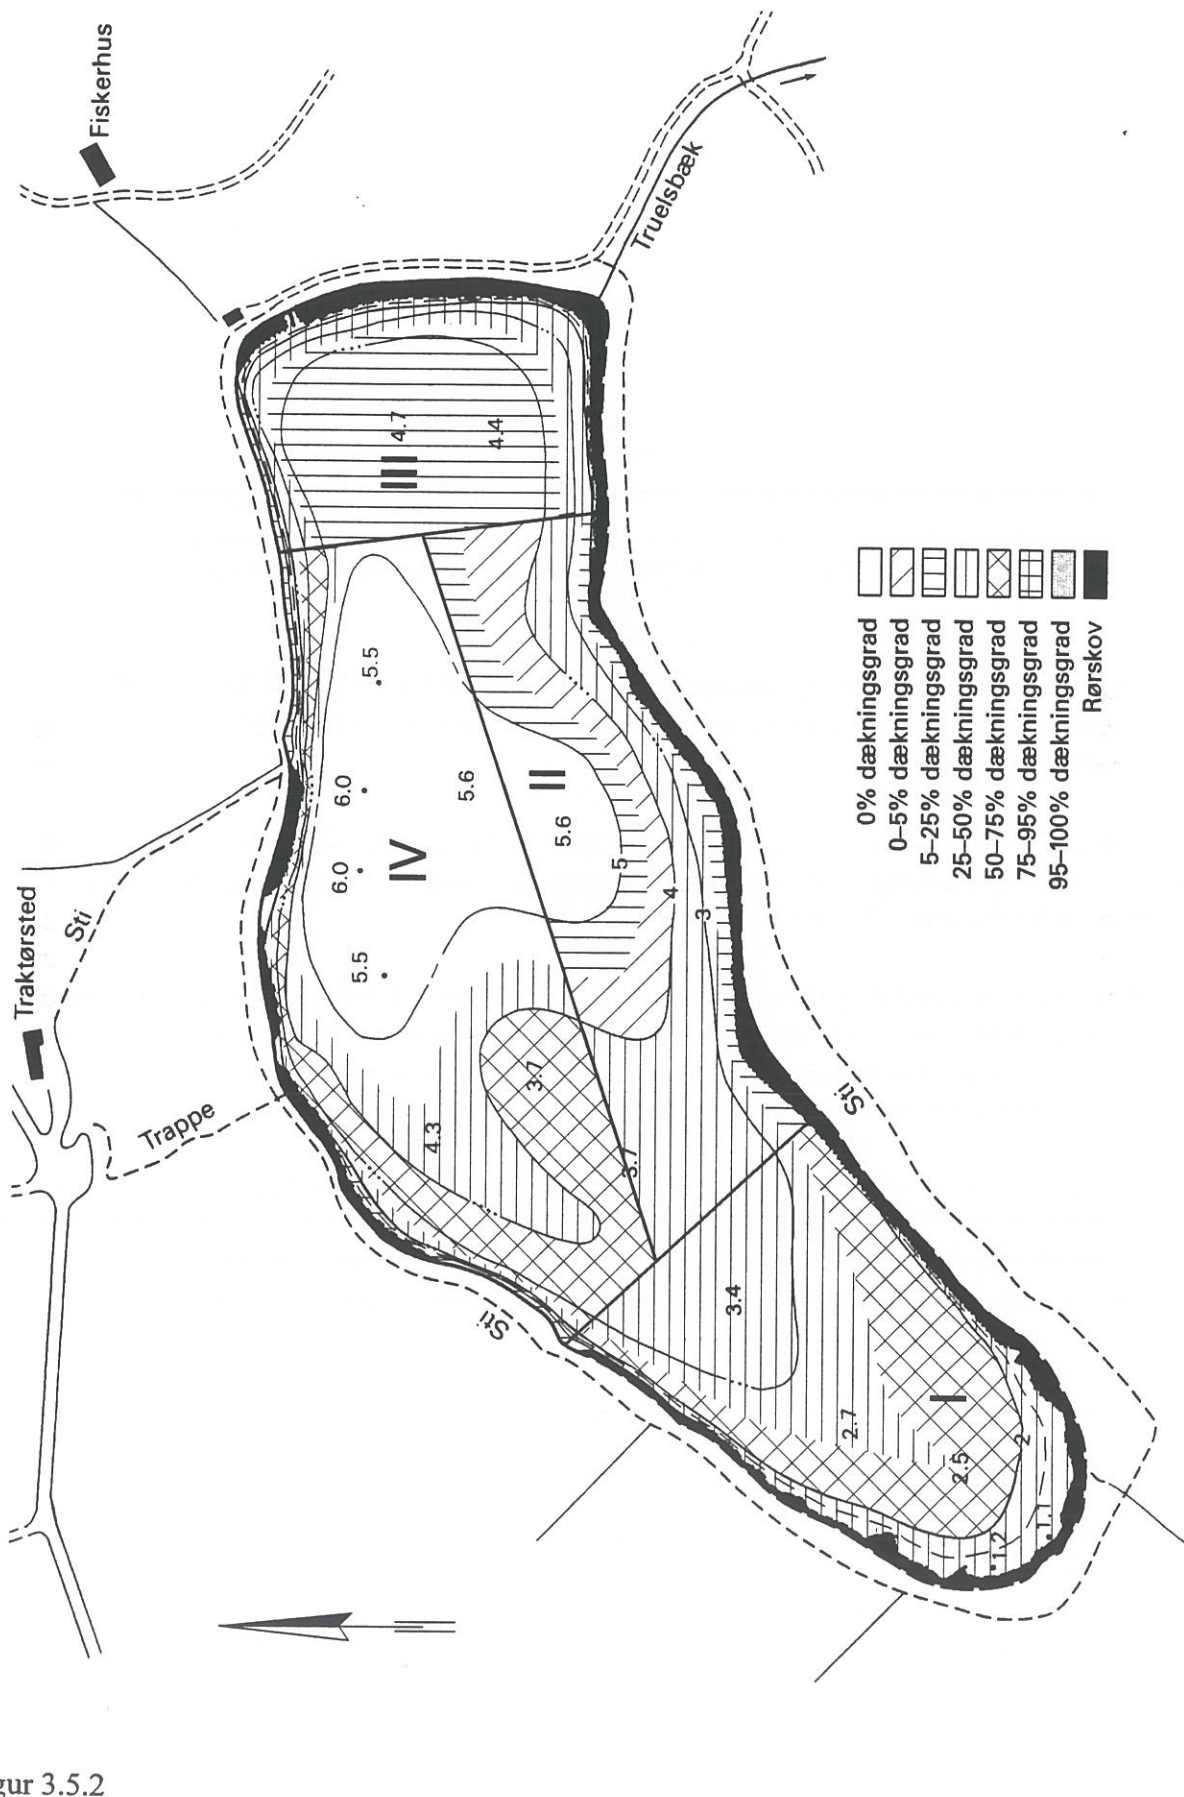 Fiskerhus
Truelsbæk
Traktørsted
Sti
Trappe
4.7
III
4.4
5.5
6.0
5.6
II
5.6
6.0
IV
5
4
5.5
3
3.7
4.3
3.7
Sti
Sti
3.4
I
2.7
2
2.5
1.1
1.2
0% dækningsgrad
0–5% dækningsgrad
5–25% dækningsgrad
25–50% dækningsgrad
50–75% dækningsgrad
75–95% dækningsgrad
95–100% dækningsgrad
Rørskov
gur 3.5.2